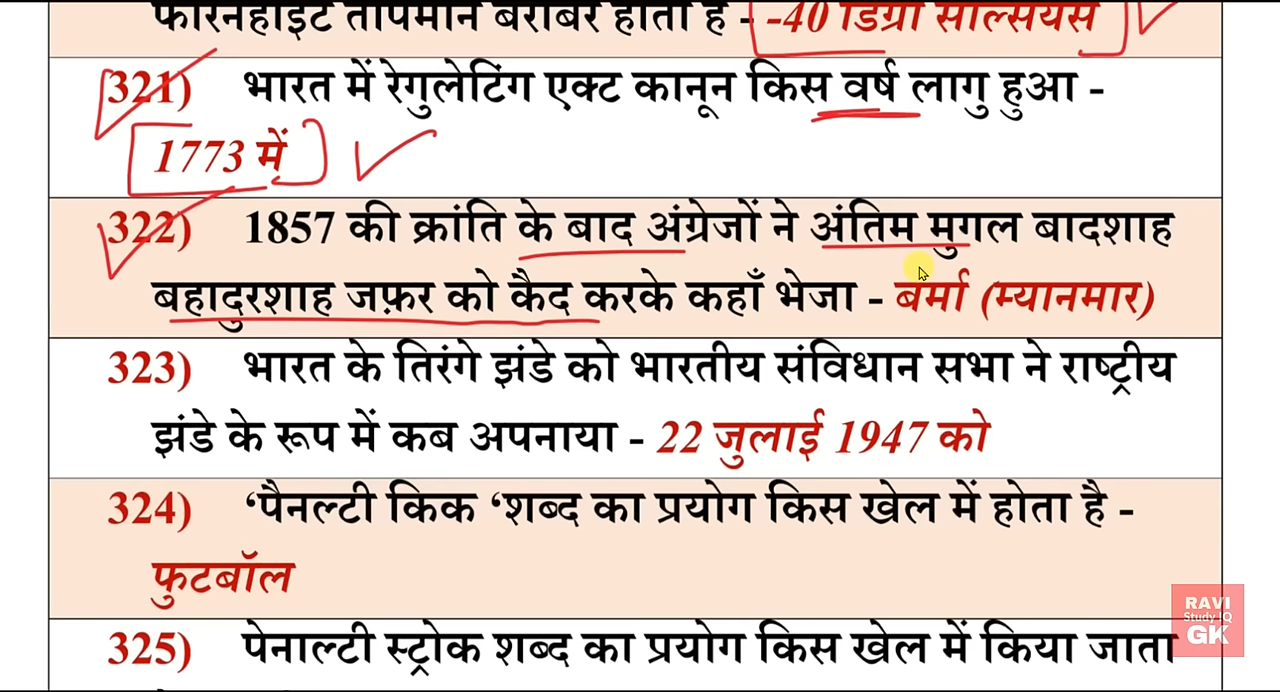 फारेनहाइट तापमान बराबर होता है - -40 डिग्री सेल्सियस
321) भारत में रेगुलेटिंग एक्ट कानून किस वर्ष लागु हुआ -
1773 में
322) 1857 की क्रांति के बाद अंग्रेजों ने अंतिम मुगल बादशाह
बहादुरशाह जफ़र को कैद करके कहाँ भेजा - बर्मा (म्यानमार)
323) भारत के तिरंगे झंडे को भारतीय संविधान सभा ने राष्ट्रीय
झंडे के रूप में कब अपनाया - 22 जुलाई 1947 को
324) ‘पैनल्टी किक ‘शब्द का प्रयोग किस खेल में होता है -
फुटबॉल
325) पेनाल्टी स्ट्रोक शब्द का प्रयोग किस खेल में किया जाता
RAVI
Study IQ
GK